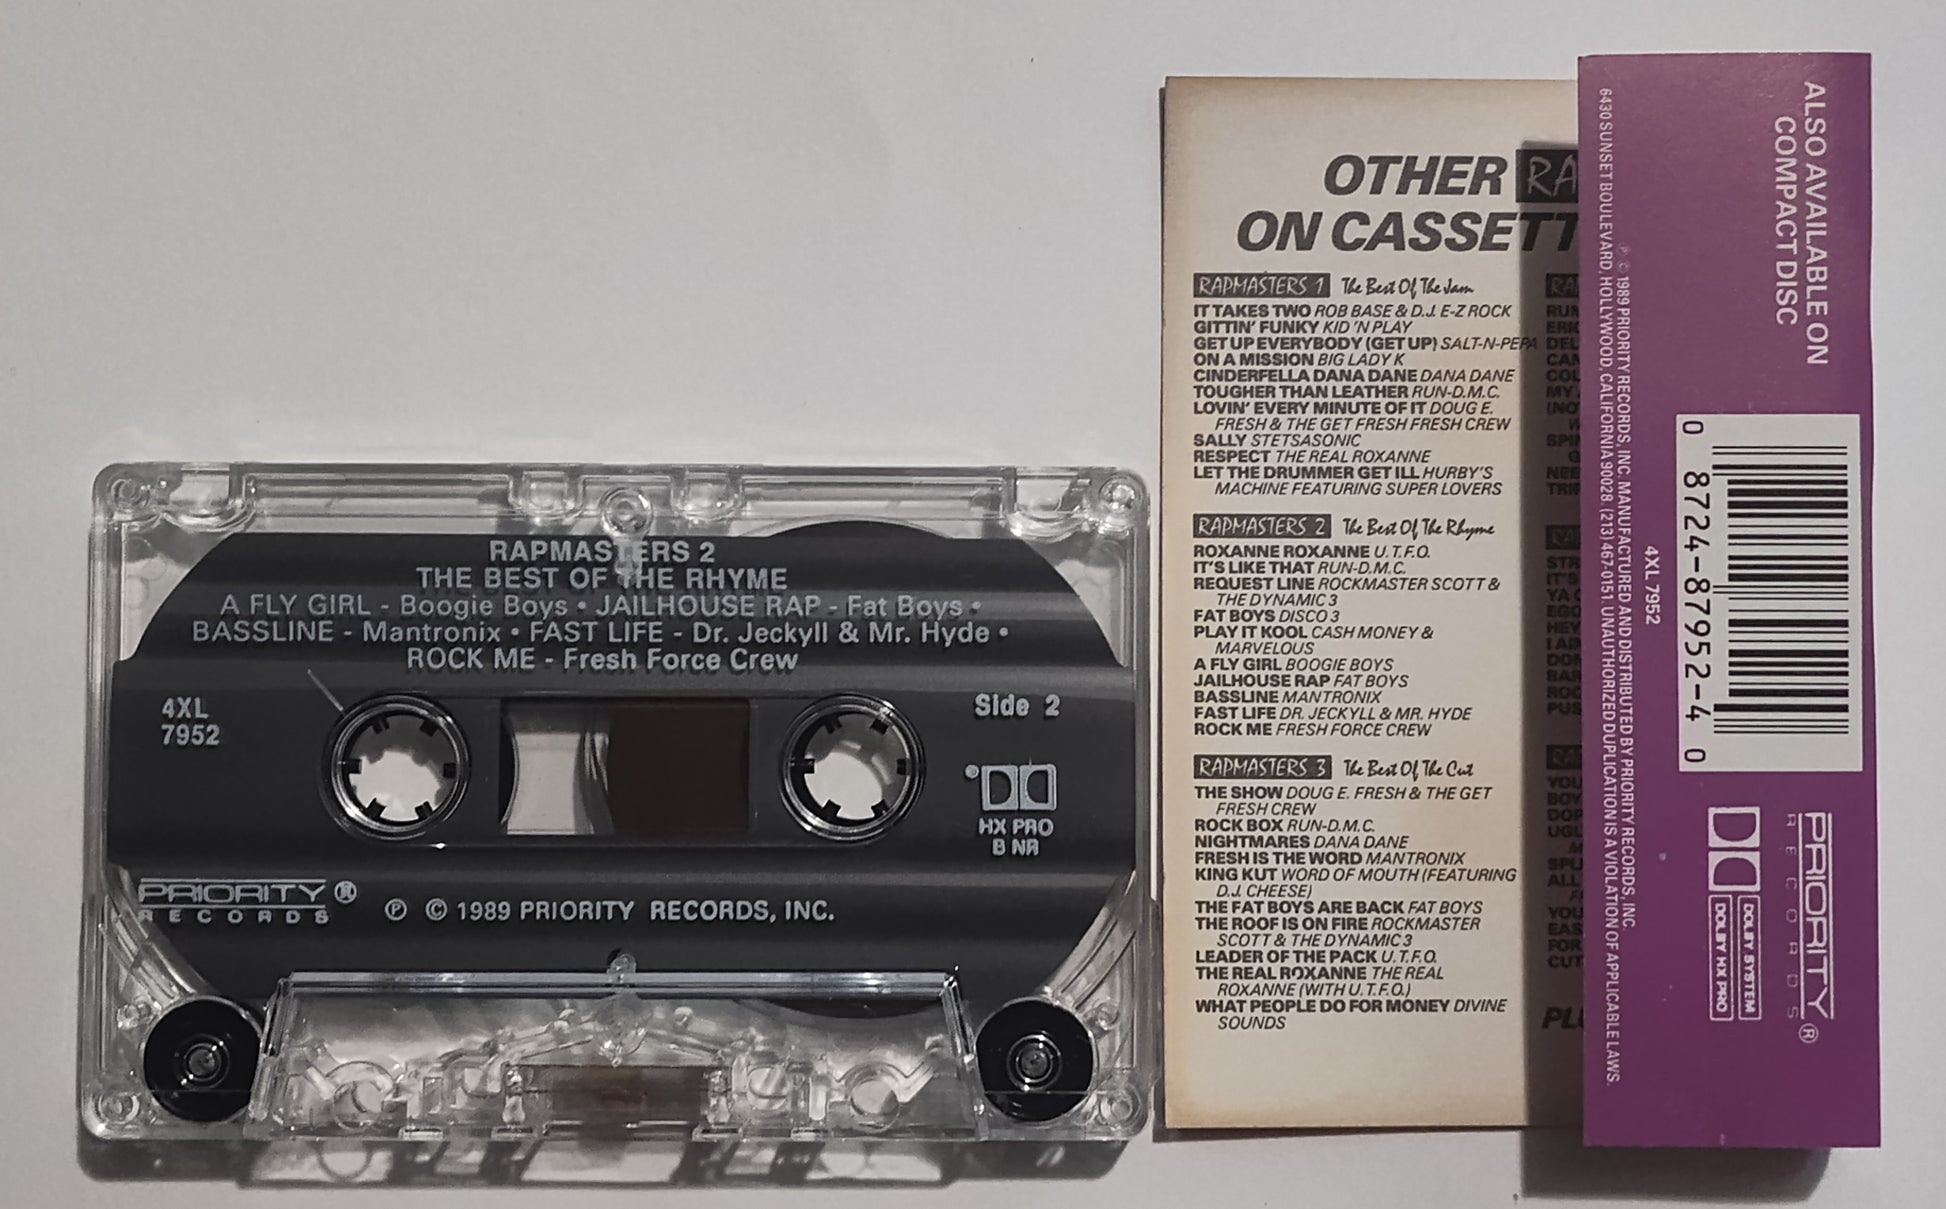 RAPMASTERS 2
THE BEST OF THE RHYME
A FLY GIRL - Boogie Boys • JAILHOUSE RAP - Fat Boys •
BASSLINE - Mantronix • FAST LIFE - Dr. Jeckyll & Mr. Hyde •
ROCK ME - Fresh Force Crew
4XL
7952
Side 2
HX PRO
B NR
PRIORITY ®
RECORDS
℗ © 1989 PRIORITY RECORDS, INC.
OTHER RA
ON CASSETT
RAPMASTERS 1 The Best Of The Jam
IT TAKES TWO ROB BASE & D.J. E-Z ROCK
GITTIN' FUNKY KID 'N PLAY
GET UP EVERYBODY (GET UP) SALT-N-PEPA
ON A MISSION BIG LADY K
CINDERFELLA DANA DANE DANA DANE
TOUGHER THAN LEATHER RUN-D.M.C.
LOVIN' EVERY MINUTE OF IT DOUG E.
FRESH & THE GET FRESH FRESH CREW
SALLY STETSASONIC
RESPECT THE REAL ROXANNE
LET THE DRUMMER GET ILL HURBY'S
MACHINE FEATURING SUPER LOVERS
RAPMASTERS 2 The Best Of The Rhyme
ROXANNE ROXANNE U.T.F.O.
IT'S LIKE THAT RUN-D.M.C.
REQUEST LINE ROCKMASTER SCOTT &
THE DYNAMIC 3
FAT BOYS DISCO 3
PLAY IT KOOL CASH MONEY &
MARVELOUS
A FLY GIRL BOOGIE BOYS
JAILHOUSE RAP FAT BOYS
BASSLINE MANTRONIX
FAST LIFE DR. JECKYLL & MR. HYDE
ROCK ME FRESH FORCE CREW
RAPMASTERS 3 The Best Of The Cut
THE SHOW DOUG E. FRESH & THE GET
FRESH CREW
ROCK BOX RUN-D.M.C.
NIGHTMARES DANA DANE
FRESH IS THE WORD MANTRONIX
KING KUT WORD OF MOUTH (FEATURING
D.J. CHEESE)
THE FAT BOYS ARE BACK FAT BOYS
THE ROOF IS ON FIRE ROCKMASTER
SCOTT & THE DYNAMIC 3
LEADER OF THE PACK U.T.F.O.
THE REAL ROXANNE THE REAL
ROXANNE (WITH U.T.F.O.)
WHAT PEOPLE DO FOR MONEY DIVINE
SOUNDS
ALSO AVAILABLE ON
COMPACT DISC
0 8724-87952-4 0
PRIORITY ®
RECORDS
DOLBY SYSTEM
DOLBY HX PRO
4XL 7952
℗ © 1989 PRIORITY RECORDS, INC. MANUFACTURED AND DISTRIBUTED BY PRIORITY RECORDS, INC.
6430 SUNSET BOULEVARD, HOLLYWOOD, CALIFORNIA 90028 (213) 467-0151. UNAUTHORIZED DUPLICATION IS A VIOLATION OF APPLICABLE LAWS.